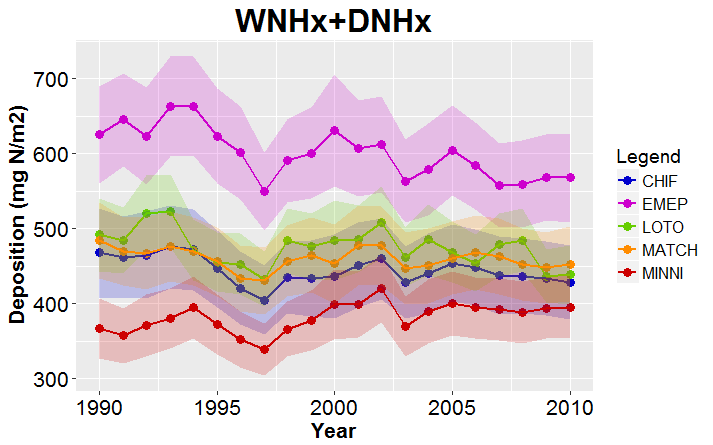 WNHx+DNHx
Deposition (mg N/m2)
700
600
500
400
300
1990
1995
2000
2005
2010
Year
Legend
CHIF
EMEP
LOTO
MATCH
MINNI